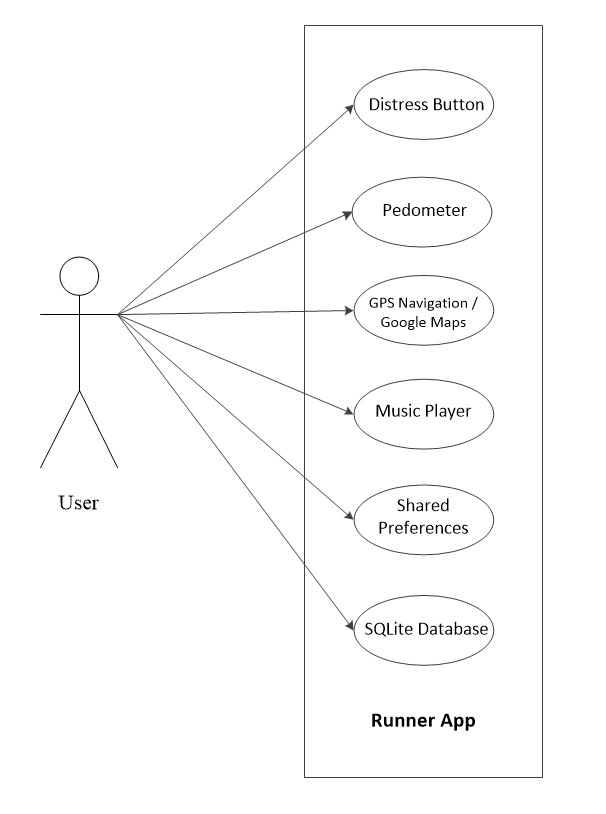 Distress Button
Pedometer
GPS Navigation /
Google Maps
Music Player
Shared
Preferences
SQLite Database
User
Runner App